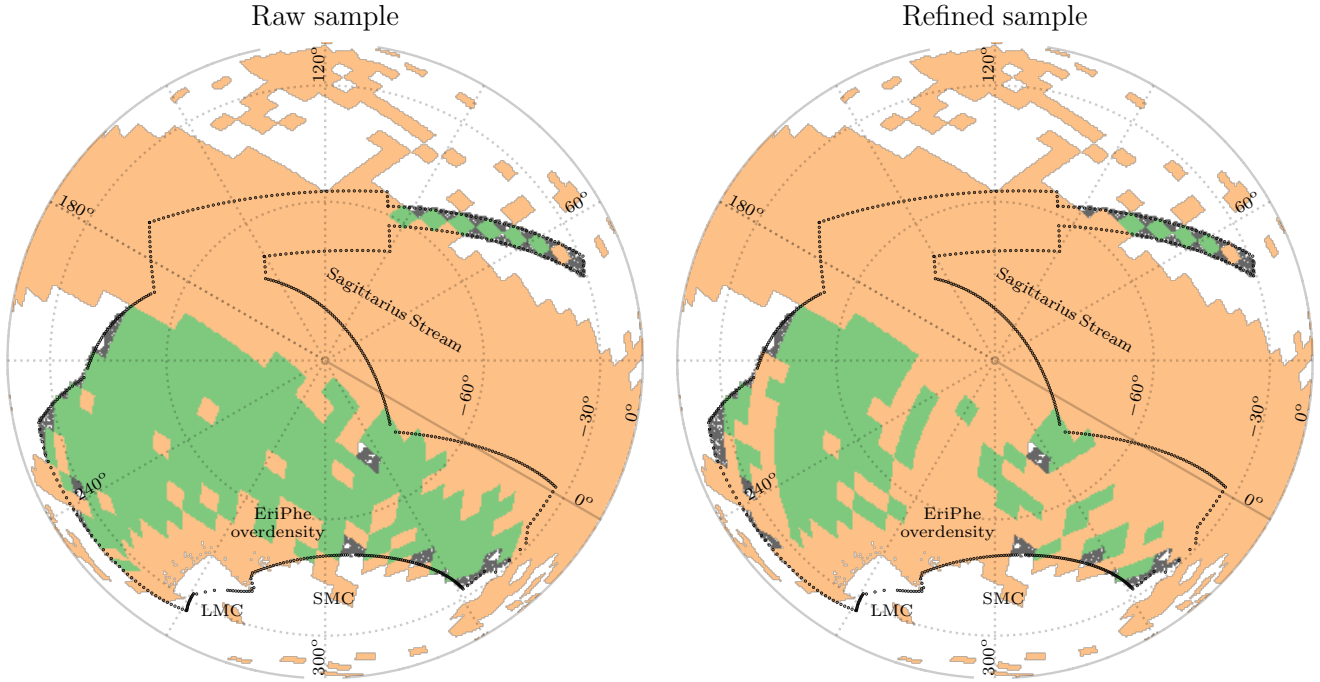 Raw sample
120°
180°
60°
Sagittarius Stream
−60°
−30°
0°
240°
0°
EriPhe
overdensity
LMC
SMC
300°
Refined sample
120°
180°
60°
Sagittarius Stream
−60°
−30°
0°
240°
0°
EriPhe
overdensity
LMC
SMC
300°